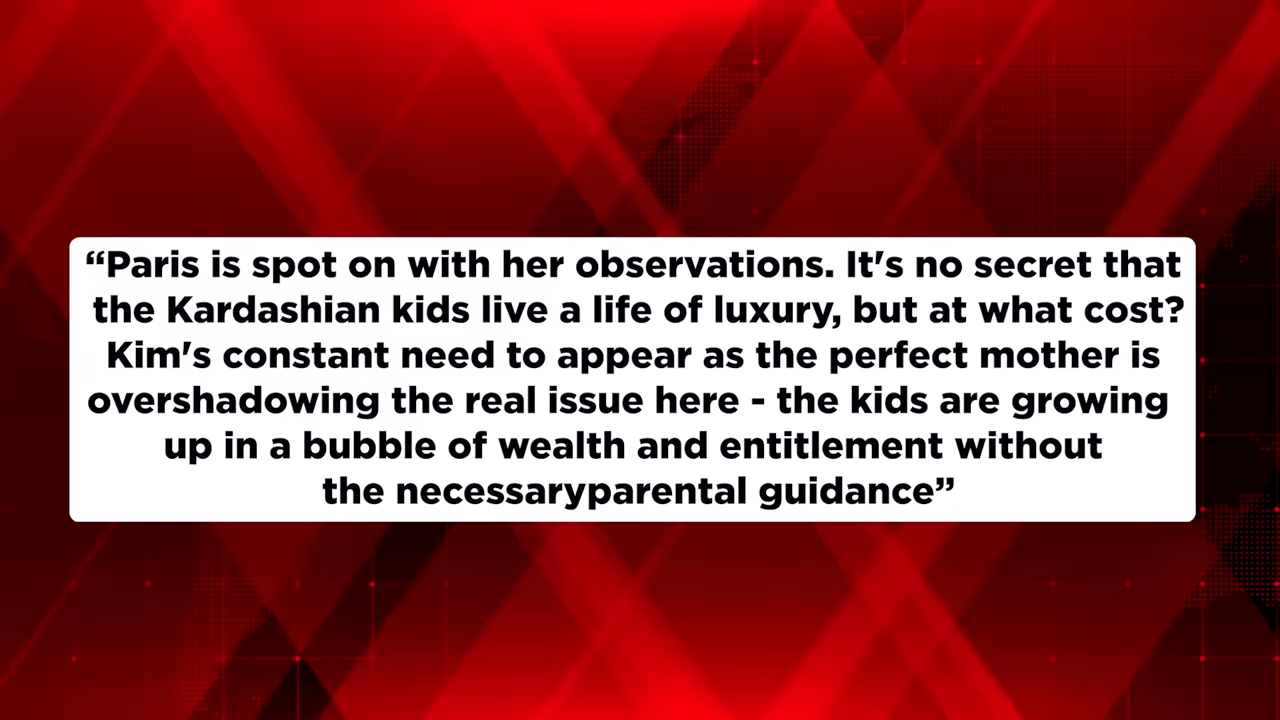 “Paris is spot on with her observations. It's no secret that
the Kardashian kids live a life of luxury, but at what cost?
Kim's constant need to appear as the perfect mother is
overshadowing the real issue here - the kids are growing
up in a bubble of wealth and entitlement without
the necessaryparental guidance”